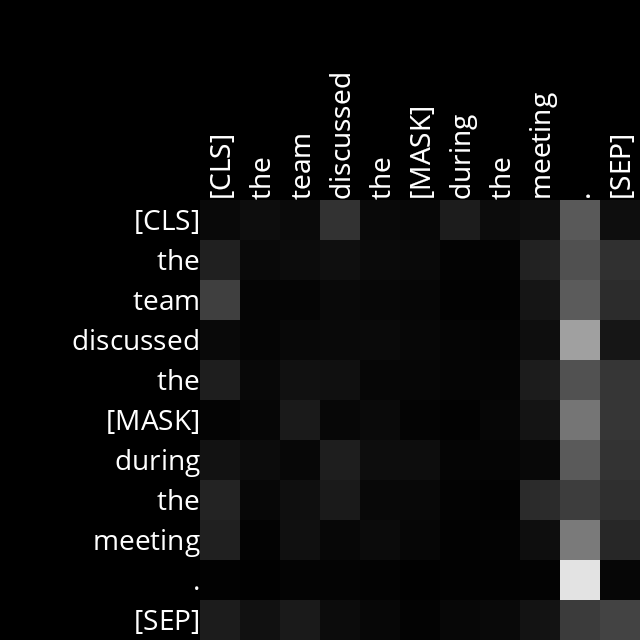 [CLS] the team discussed the [MASK] during the meeting . [SEP]
[CLS]
the
team
discussed
the
[MASK]
during
the
meeting
.
[SEP]